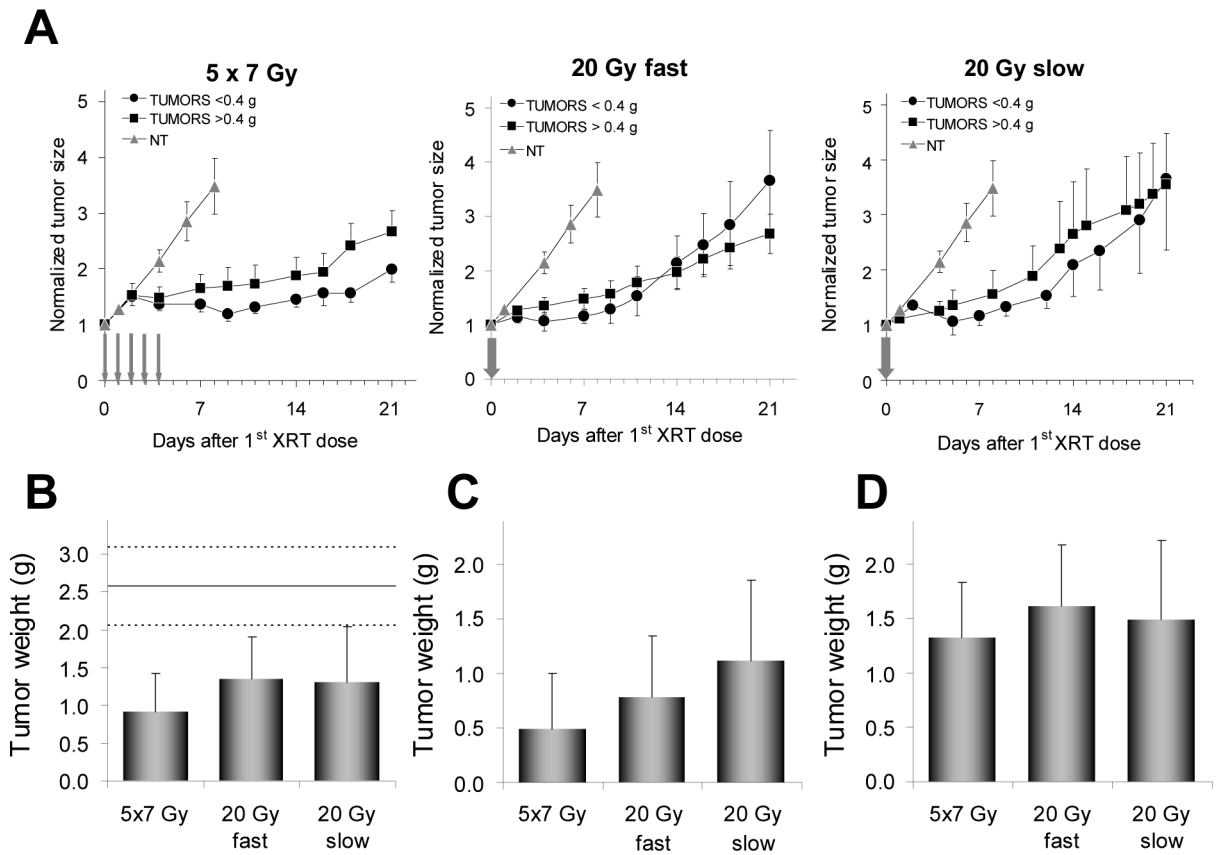 A
5 x 7 Gy
TUMORS <0.4 g
TUMORS >0.4 g
NT
Normalized tumor size
5
4
3
2
1
0
0 7 14 21
Days after 1st XRT dose
20 Gy fast
TUMORS < 0.4 g
TUMORS > 0.4 g
NT
Normalized tumor size
5
4
3
2
1
0
0 7 14 21
Days after 1st XRT dose
20 Gy slow
TUMORS <0.4 g
TUMORS >0.4 g
NT
Normalized tumor size
5
4
3
2
1
0
0 7 14 21
Days after 1st XRT dose
B
Tumor weight (g)
3.0
2.5
2.0
1.5
1.0
0.5
0.0
5x7 Gy 20 Gy 20 Gy
fast slow
C
Tumor weight (g)
2.0
1.5
1.0
0.5
0.0
5x7 Gy 20 Gy 20 Gy
fast slow
D
Tumor weight (g)
2.0
1.5
1.0
0.5
0.0
5x7 Gy 20 Gy 20 Gy
fast slow